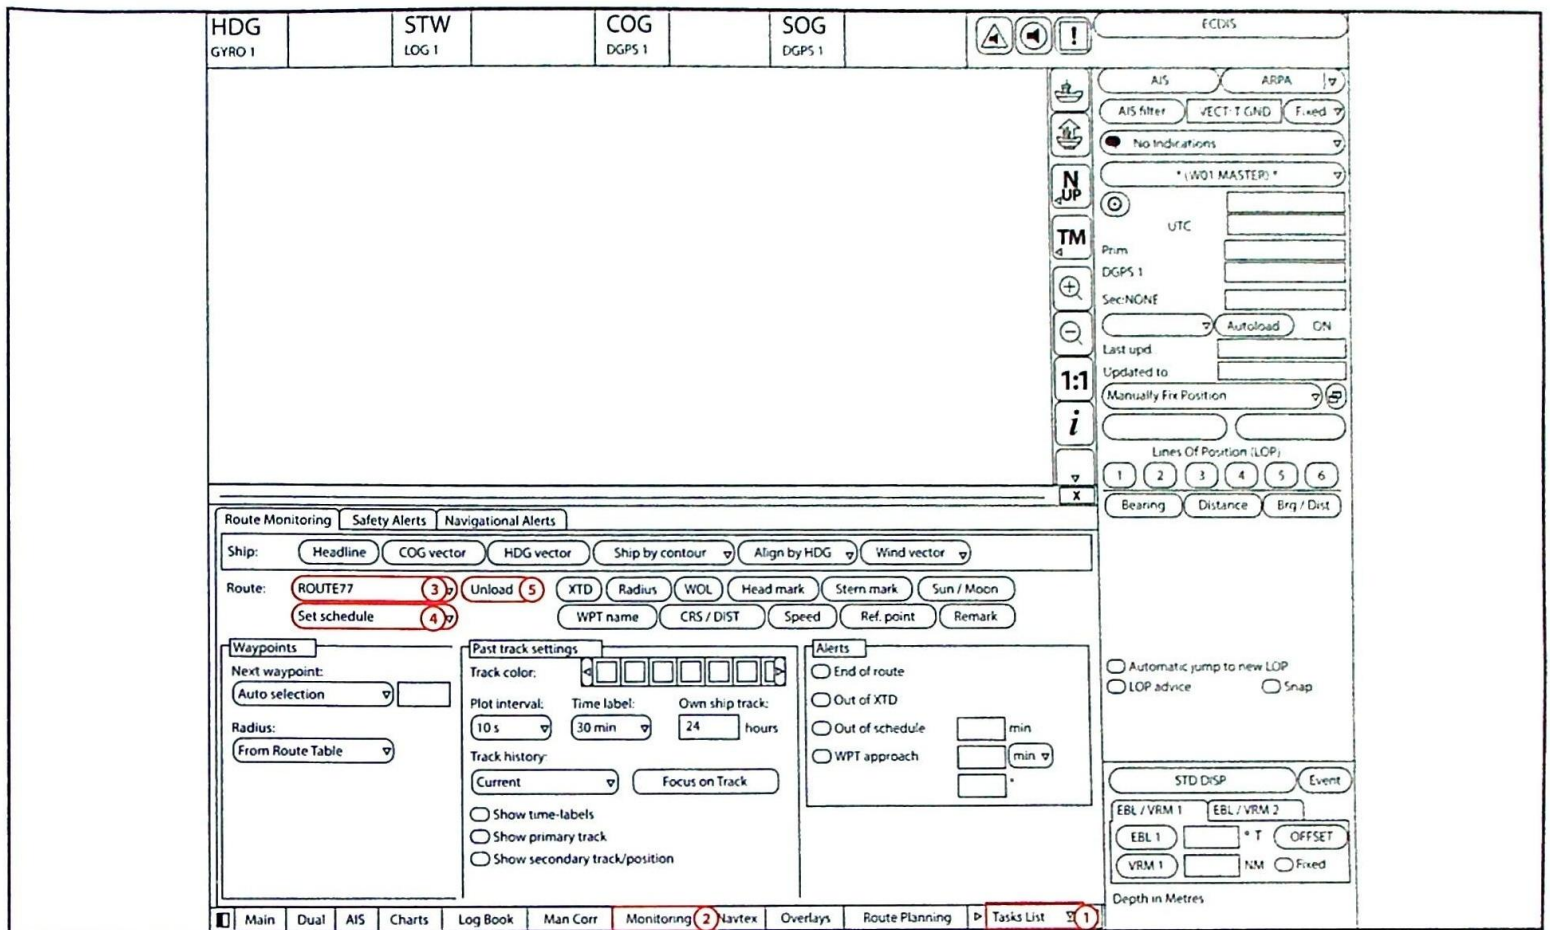 HDG
GYRO 1
STW
LOG 1
COG
DGPS 1
SOG
DGPS 1
!
ECDIS
AIS
ARPA
AIS filter
VECT: T GND
Fixed
No Indications
* (W01 MASTER) *
UTC
Prim
DGPS 1
Sec:NONE
Autoload
ON
Last upd
Updated to
Manually Fix Position
Lines Of Position (LOP)
1 2 3 4 5 6
Bearing
Distance
Brg / Dist
Automatic jump to new LOP
LOP advice
Snap
STD DISP
Event
EBL / VRM 1
EBL / VRM 2
EBL 1
° T
OFFSET
VRM 1
NM
Fixed
Depth in Metres
N
UP
TM
1:1
i
X
Route Monitoring
Safety Alerts
Navigational Alerts
Ship:
Headline
COG vector
HDG vector
Ship by contour
Align by HDG
Wind vector
Route:
ROUTE77
3
Unload
5
XTD
Radius
WOL
Head mark
Stern mark
Sun / Moon
Set schedule
4
WPT name
CRS / DIST
Speed
Ref. point
Remark
Waypoints
Next waypoint:
Auto selection
Radius:
From Route Table
Past track settings
Track color:
Plot interval:
Time label:
Own ship track:
10 s
30 min
24
hours
Track history:
Current
Focus on Track
Show time-labels
Show primary track
Show secondary track/position
Alerts
End of route
Out of XTD
Out of schedule
min
WPT approach
min
°
Main
Dual
AIS
Charts
Log Book
Man Corr
Monitoring
2
Navtex
Overlays
Route Planning
Tasks List
1